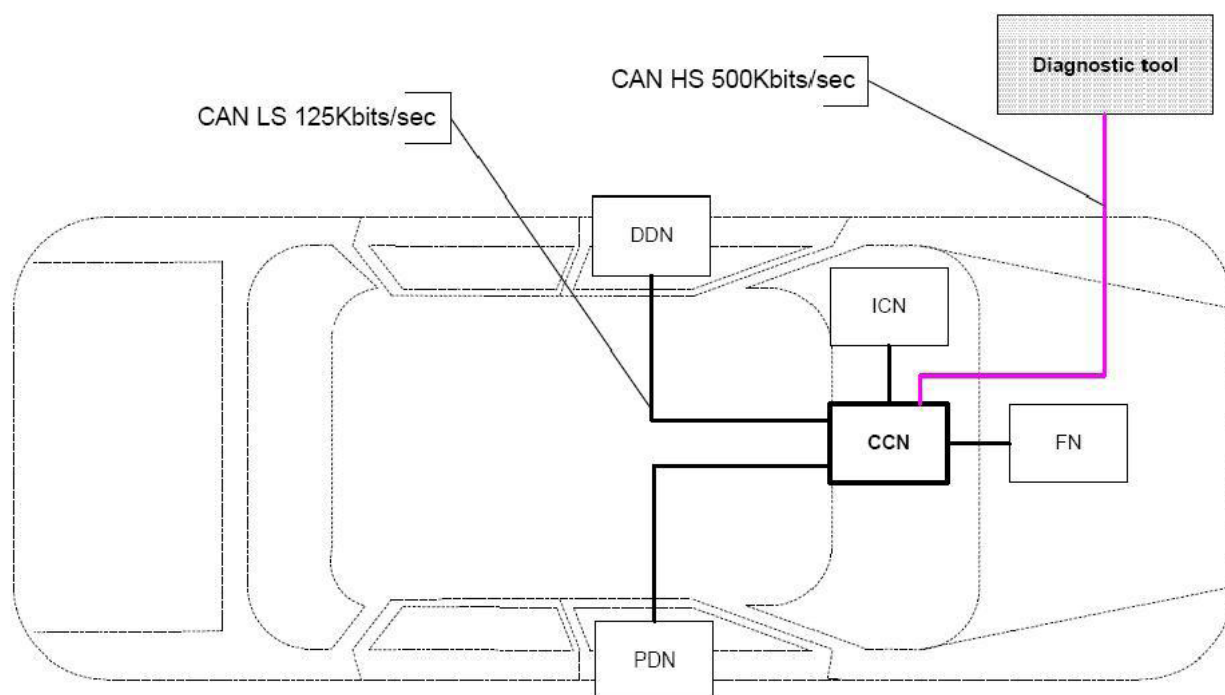 Diagnostic tool
CAN HS 500Kbits/sec
CAN LS 125Kbits/sec
DDN
ICN
CCN
FN
PDN